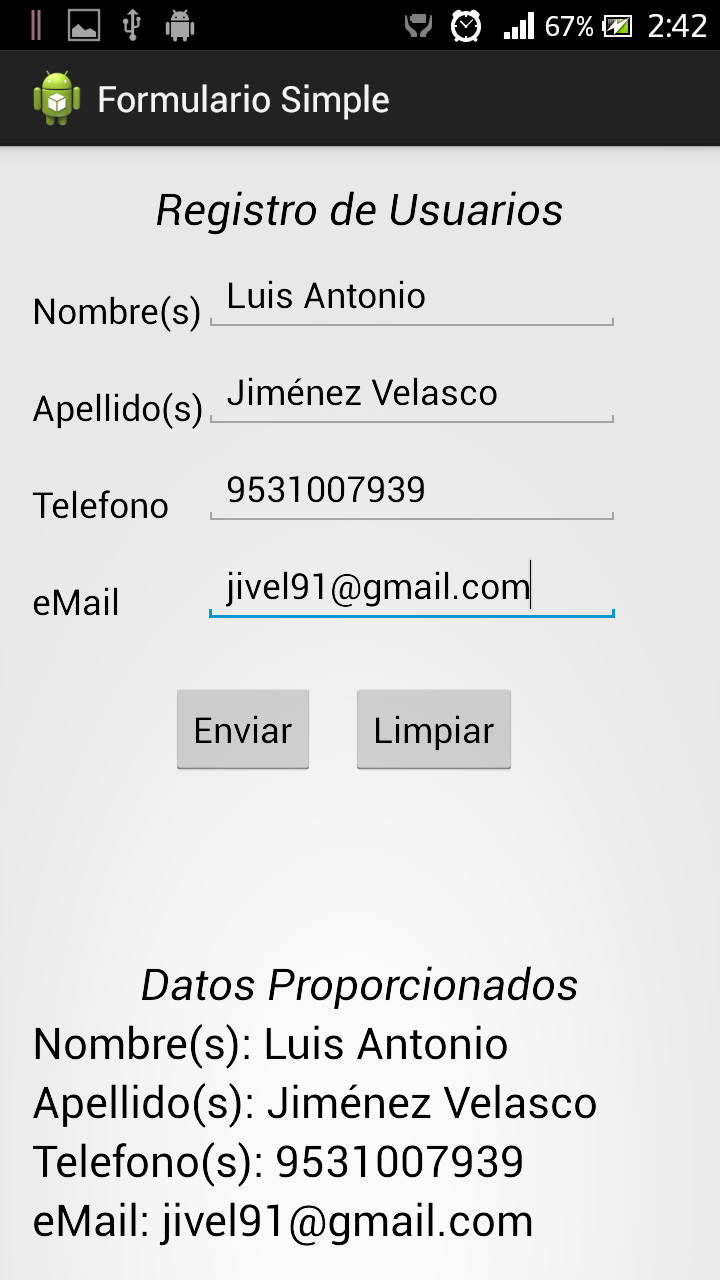 67% 2:42
Formulario Simple
Registro de Usuarios
Nombre(s) Luis Antonio
Apellido(s) Jiménez Velasco
Telefono 9531007939
eMail jivel91@gmail.com
Enviar Limpiar
Datos Proporcionados
Nombre(s): Luis Antonio
Apellido(s): Jiménez Velasco
Telefono(s): 9531007939
eMail: jivel91@gmail.com